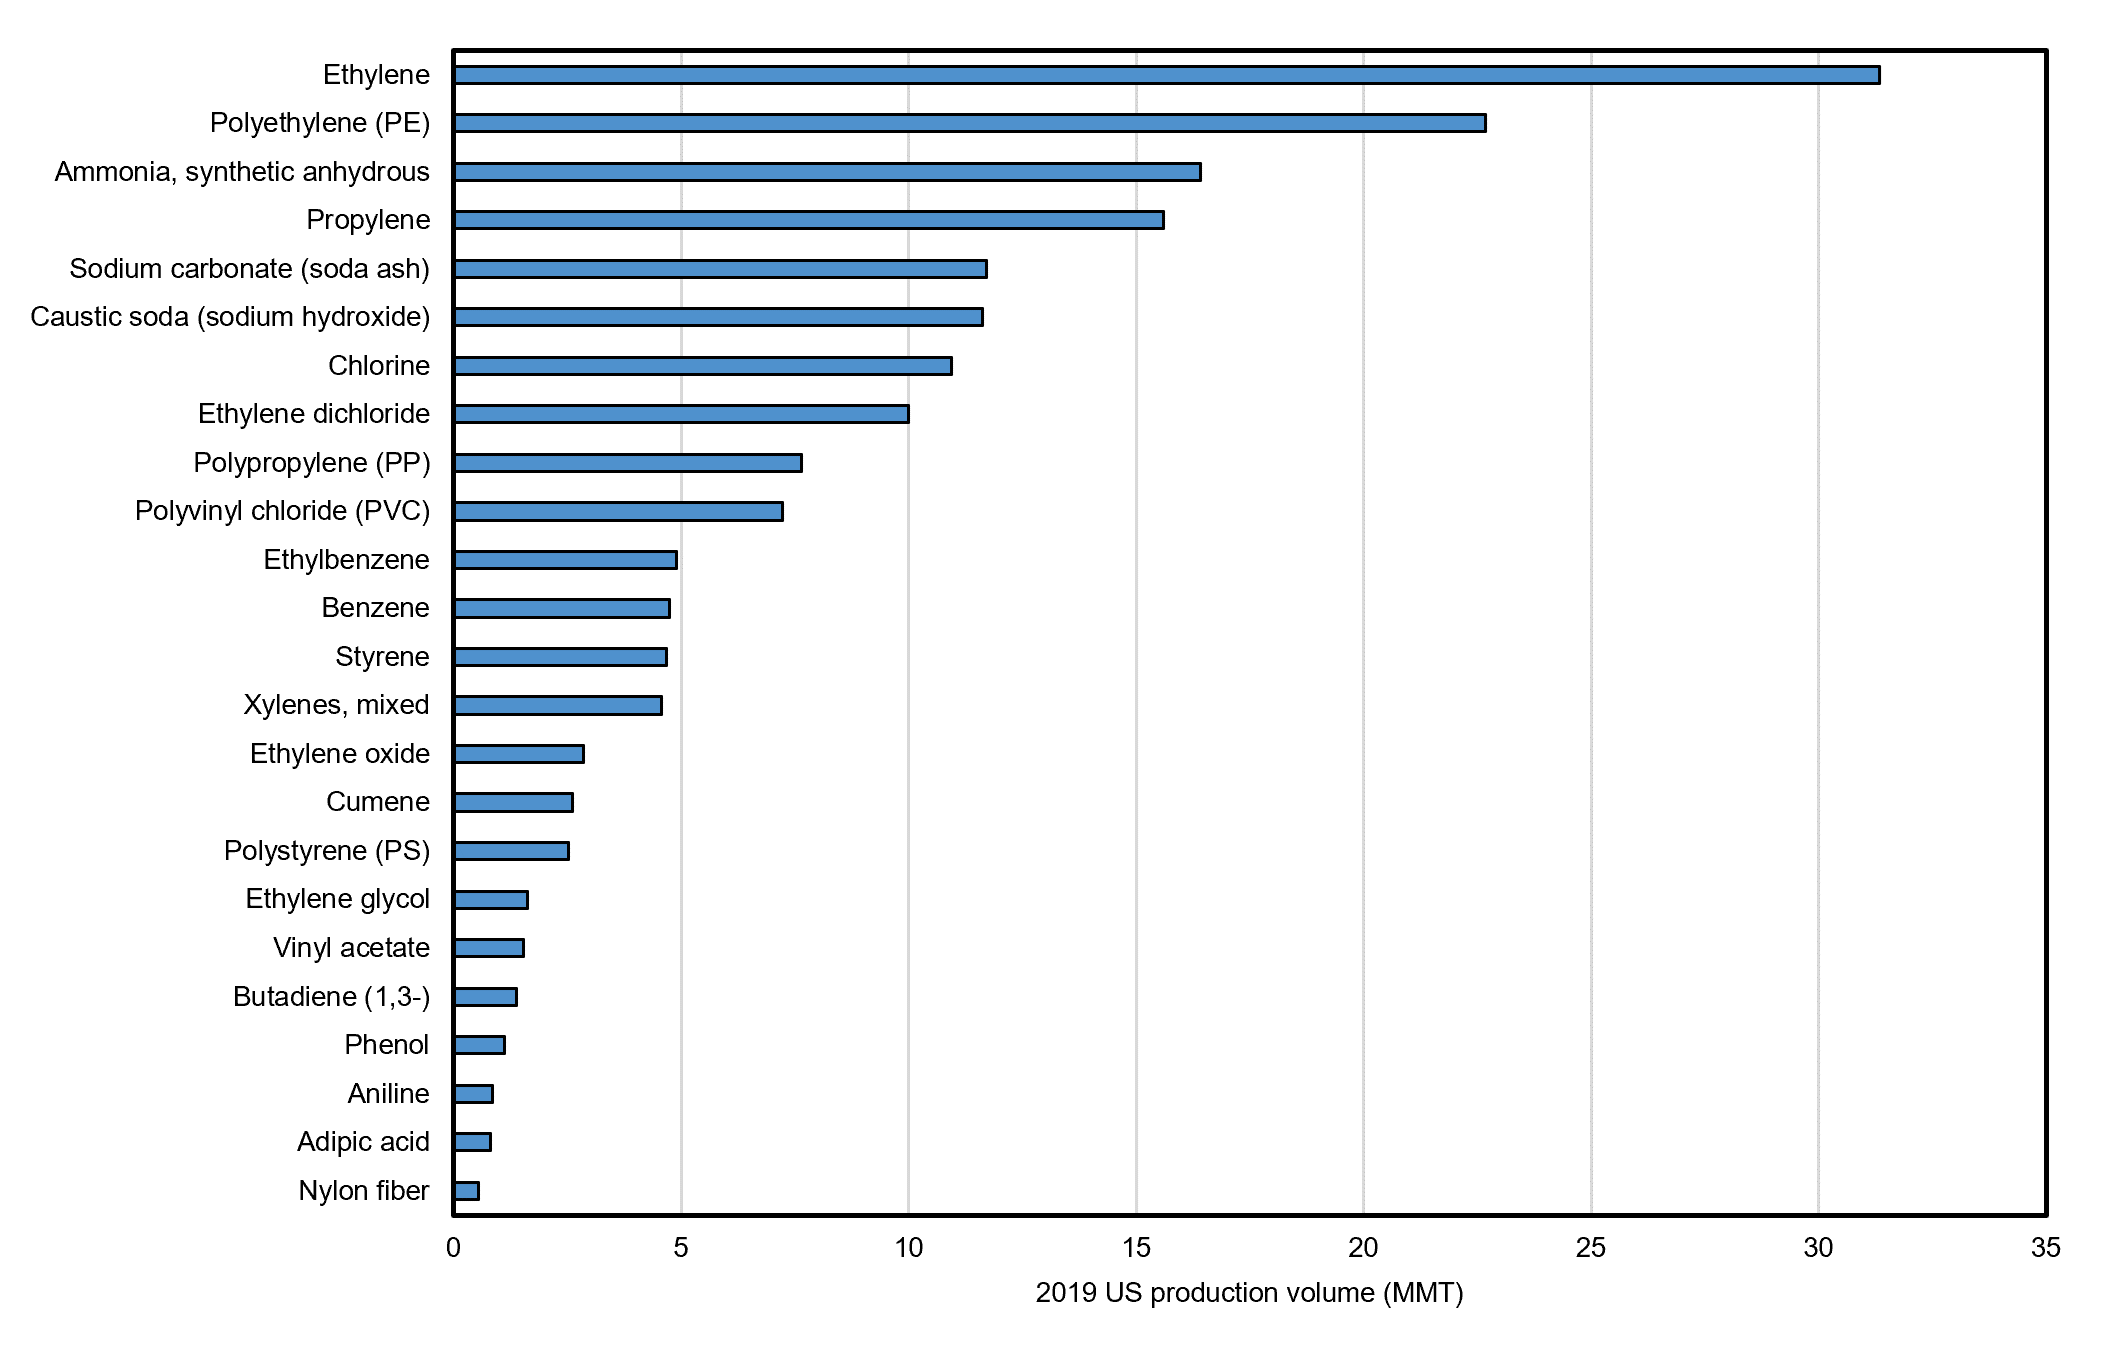 Ethylene
Polyethylene (PE)
Ammonia, synthetic anhydrous
Propylene
Sodium carbonate (soda ash)
Caustic soda (sodium hydroxide)
Chlorine
Ethylene dichloride
Polypropylene (PP)
Polyvinyl chloride (PVC)
Ethylbenzene
Benzene
Styrene
Xylenes, mixed
Ethylene oxide
Cumene
Polystyrene (PS)
Ethylene glycol
Vinyl acetate
Butadiene (1,3-)
Phenol
Aniline
Adipic acid
Nylon fiber
0 5 10 15 20 25 30 35
2019 US production volume (MMT)